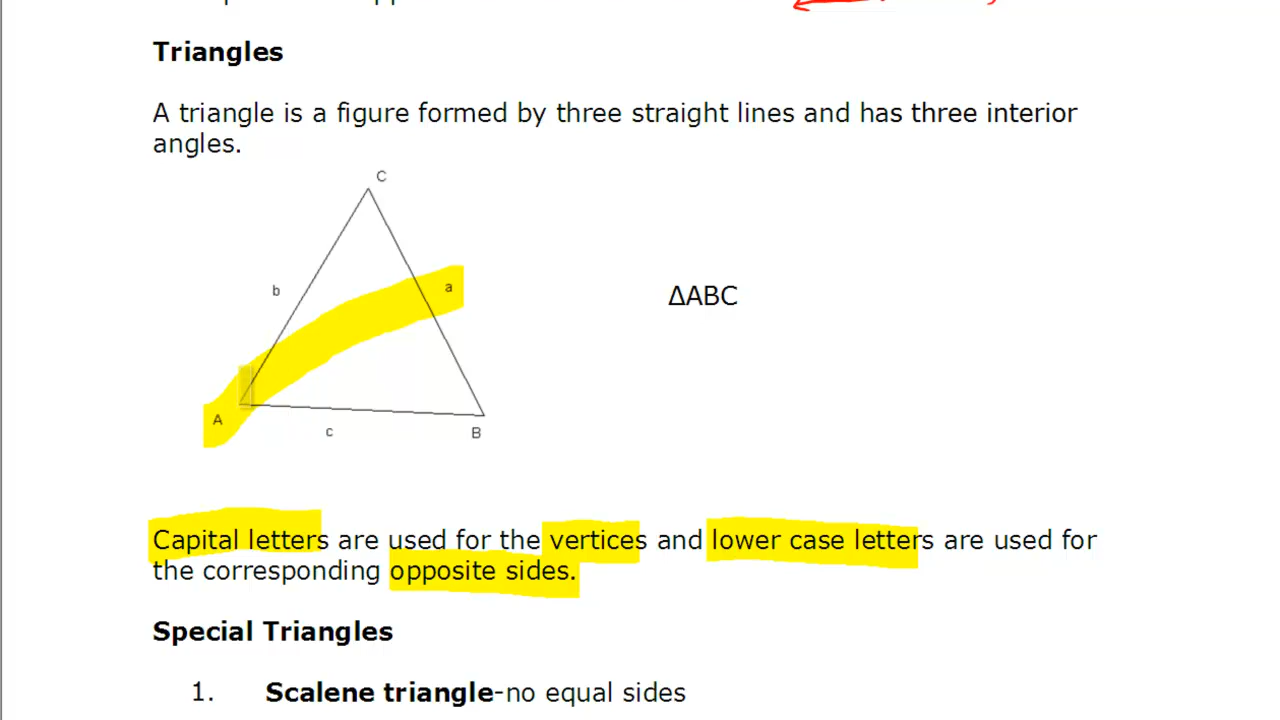 Triangles
A triangle is a figure formed by three straight lines and has three interior
angles.
C
b
a
ΔABC
A
c
B
Capital letters are used for the vertices and lower case letters are used for
the corresponding opposite sides.
Special Triangles
1. Scalene triangle-no equal sides